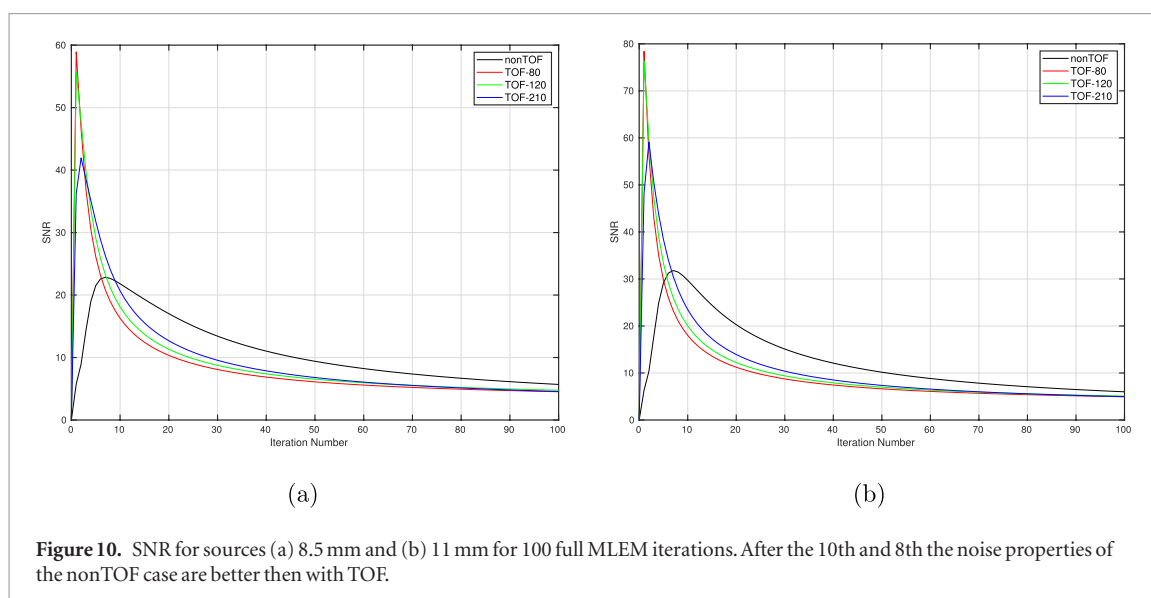 60
50
40
30
20
10
0
SNR
0 10 20 30 40 50 60 70 80 90 100
Iteration Number
nonTOF
TOF-80
TOF-120
TOF-210
(a)
80
70
60
50
40
30
20
10
0
SNR
0 10 20 30 40 50 60 70 80 90 100
Iteration Number
nonTOF
TOF-80
TOF-120
TOF-210
(b)
Figure 10. SNR for sources (a) 8.5 mm and (b) 11 mm for 100 full MLEM iterations. After the 10th and 8th the noise properties of
the nonTOF case are better then with TOF.